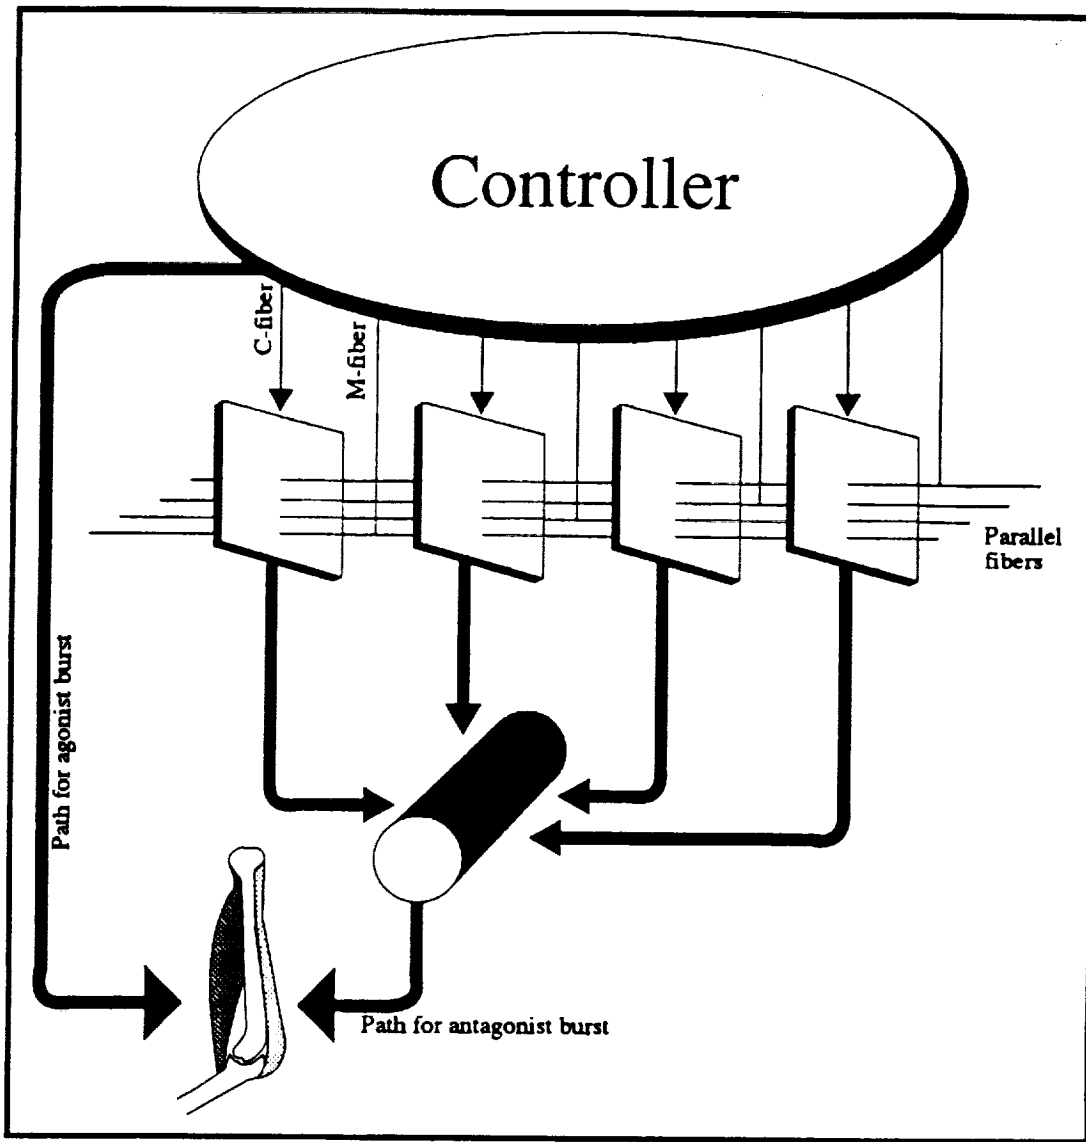 Controller
C-fiber
M-fiber
Parallel
fibers
Path for agonist burst
Path for antagonist burst